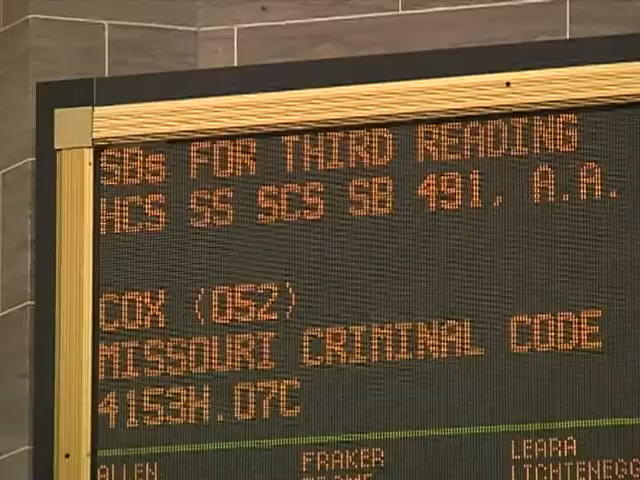 SBs FOR THIRD READING
HCS SS SCS SB 491, A.A.
COX (052)
MISSOURI CRIMINAL CODE
4153H.07C
ALLEN FRAKER LEARA